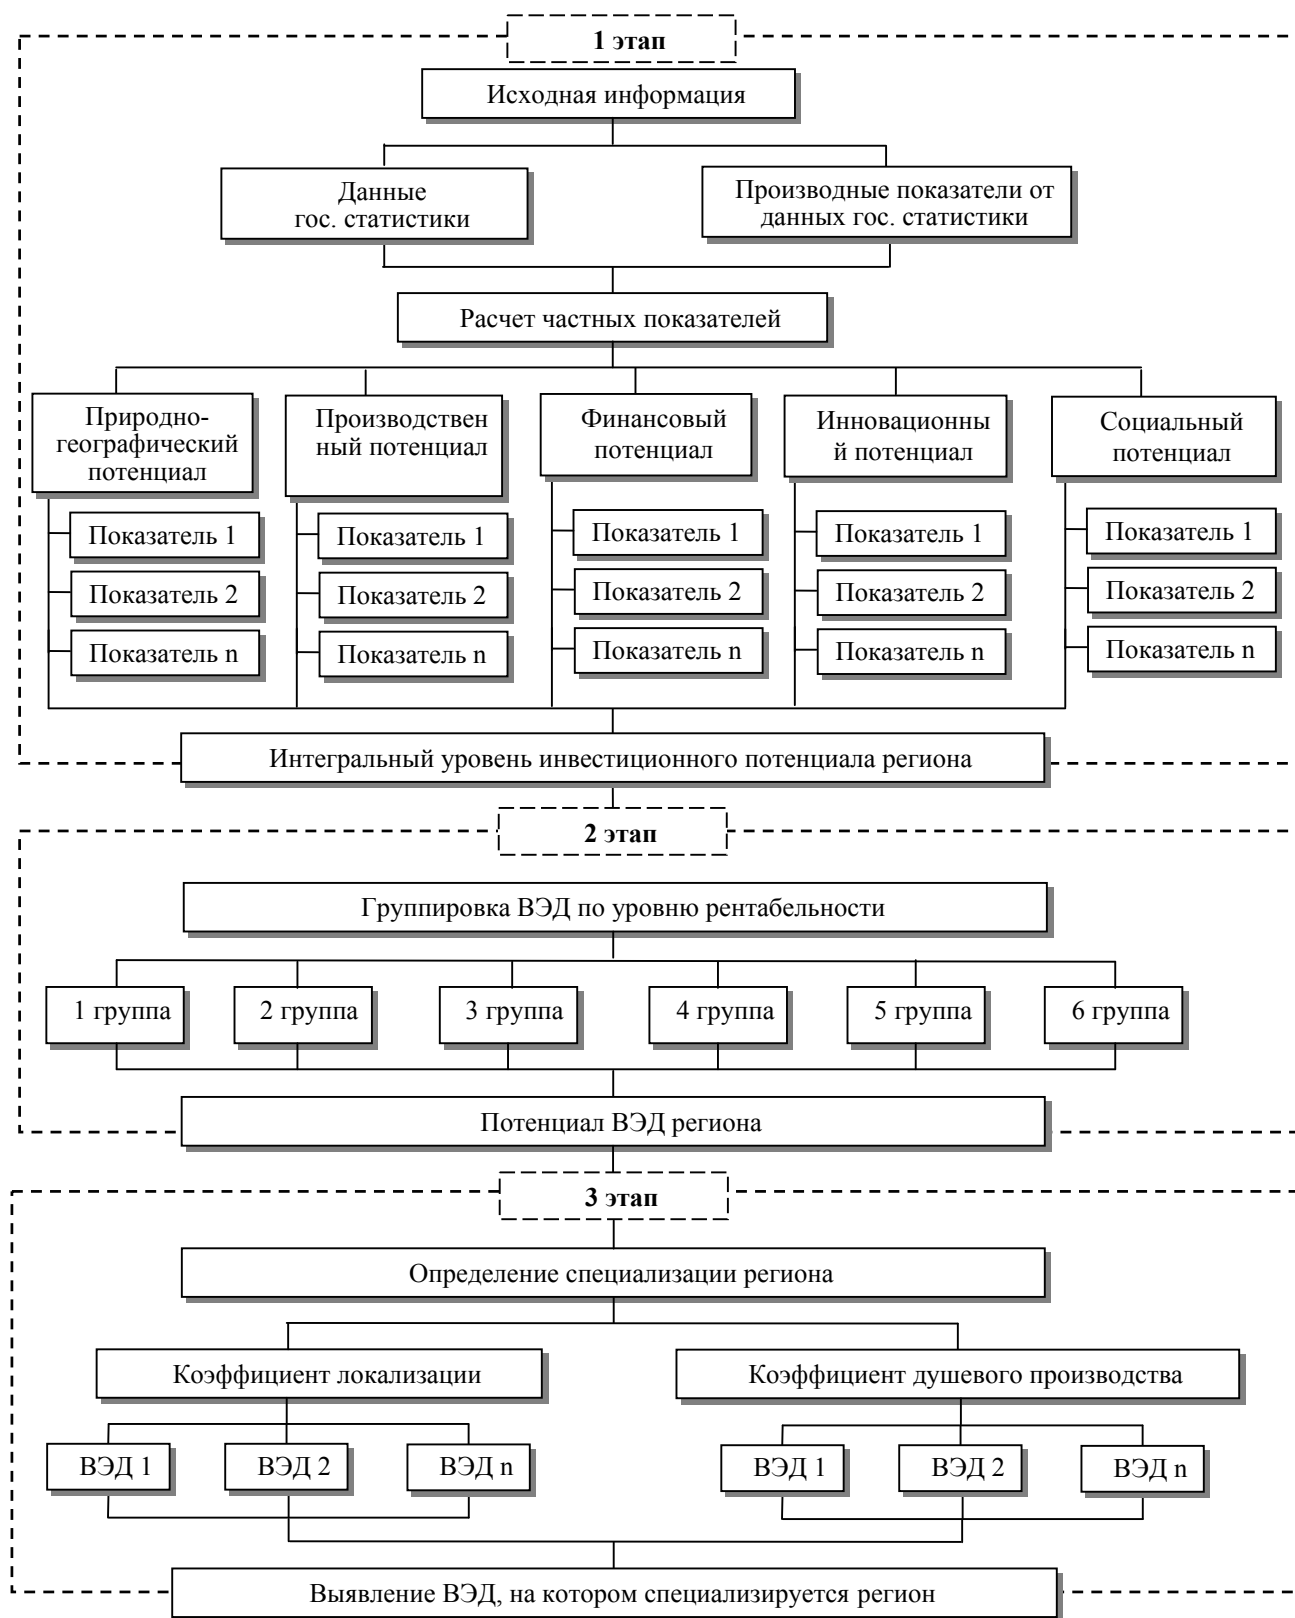 1 этап
Исходная информация
Данные
гос. статистики
Производные показатели от
данных гос. статистики
Расчет частных показателей
Природно-
географический
потенциал
Производствен
ный потенциал
Финансовый
потенциал
Инновационны
й потенциал
Социальный
потенциал
Показатель 1
Показатель 1
Показатель 1
Показатель 1
Показатель 1
Показатель 2
Показатель 2
Показатель 2
Показатель 2
Показатель 2
Показатель n
Показатель n
Показатель n
Показатель n
Показатель n
Интегральный уровень инвестиционного потенциала региона
2 этап
Группировка ВЭД по уровню рентабельности
1 группа
2 группа
3 группа
4 группа
5 группа
6 группа
Потенциал ВЭД региона
3 этап
Определение специализации региона
Коэффициент локализации
Коэффициент душевого производства
ВЭД 1
ВЭД 2
ВЭД n
ВЭД 1
ВЭД 2
ВЭД n
Выявление ВЭД, на котором специализируется регион